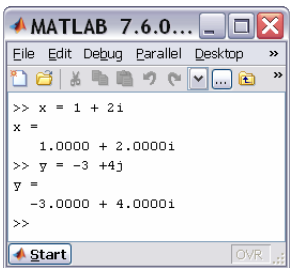 MATLAB 7.6.0...
File Edit Debug Parallel Desktop »
... »
>> x = 1 + 2i
x =
1.0000 + 2.0000i
>> y = -3 +4j
y =
-3.0000 + 4.0000i
>>
Start OVR